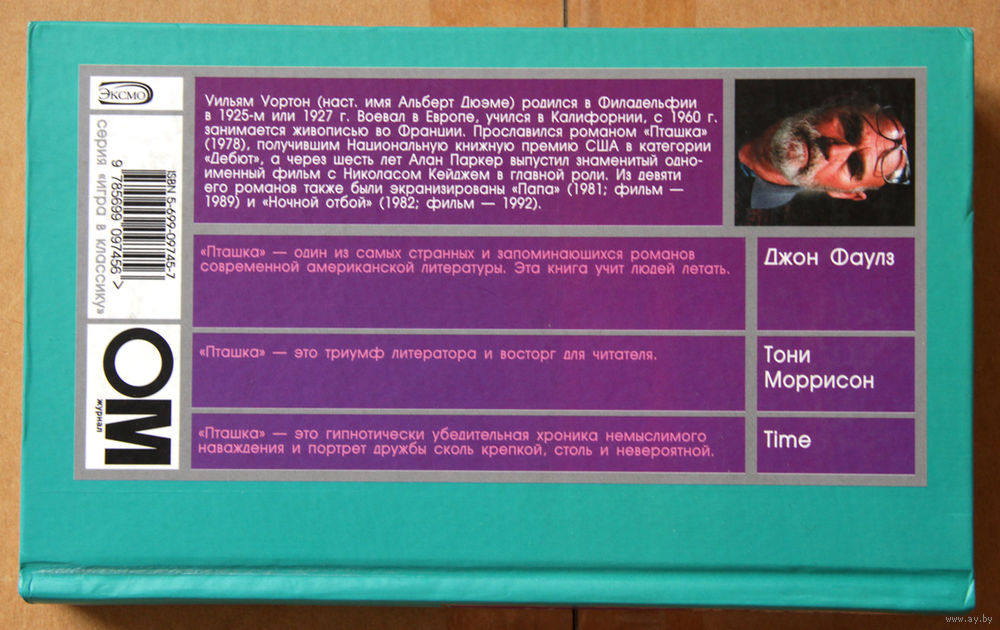 ЭКСМО
серия «игра в классику»
ISBN 5-699-09745-7
9 785699 097456 >
ОМ
журнал
Уильям Уортон (наст. имя Альберт Дюэме) родился в Филадельфии
в 1925-м или 1927 г. Воевал в Европе, учился в Калифорнии, с 1960 г.
занимается живописью во Франции. Прославился романом «Пташка»
(1978), получившим Национальную книжную премию США в категории
«Дебют», а через шесть лет Алан Паркер выпустил знаменитый одно-
именный фильм с Николасом Кейджем в главной роли. Из девяти
его романов также были экранизированы «Папа» (1981; фильм —
1989) и «Ночной отбой» (1982; фильм — 1992).
«Пташка» — один из самых странных и запоминающихся романов
современной американской литературы. Эта книга учит людей летать.
Джон Фаулз
«Пташка» — это триумф литератора и восторг для читателя.
Тони
Моррисон
«Пташка» — это гипнотически убедительная хроника немыслимого
наваждения и портрет дружбы сколь крепкой, столь и невероятной.
Time
www.ay.by